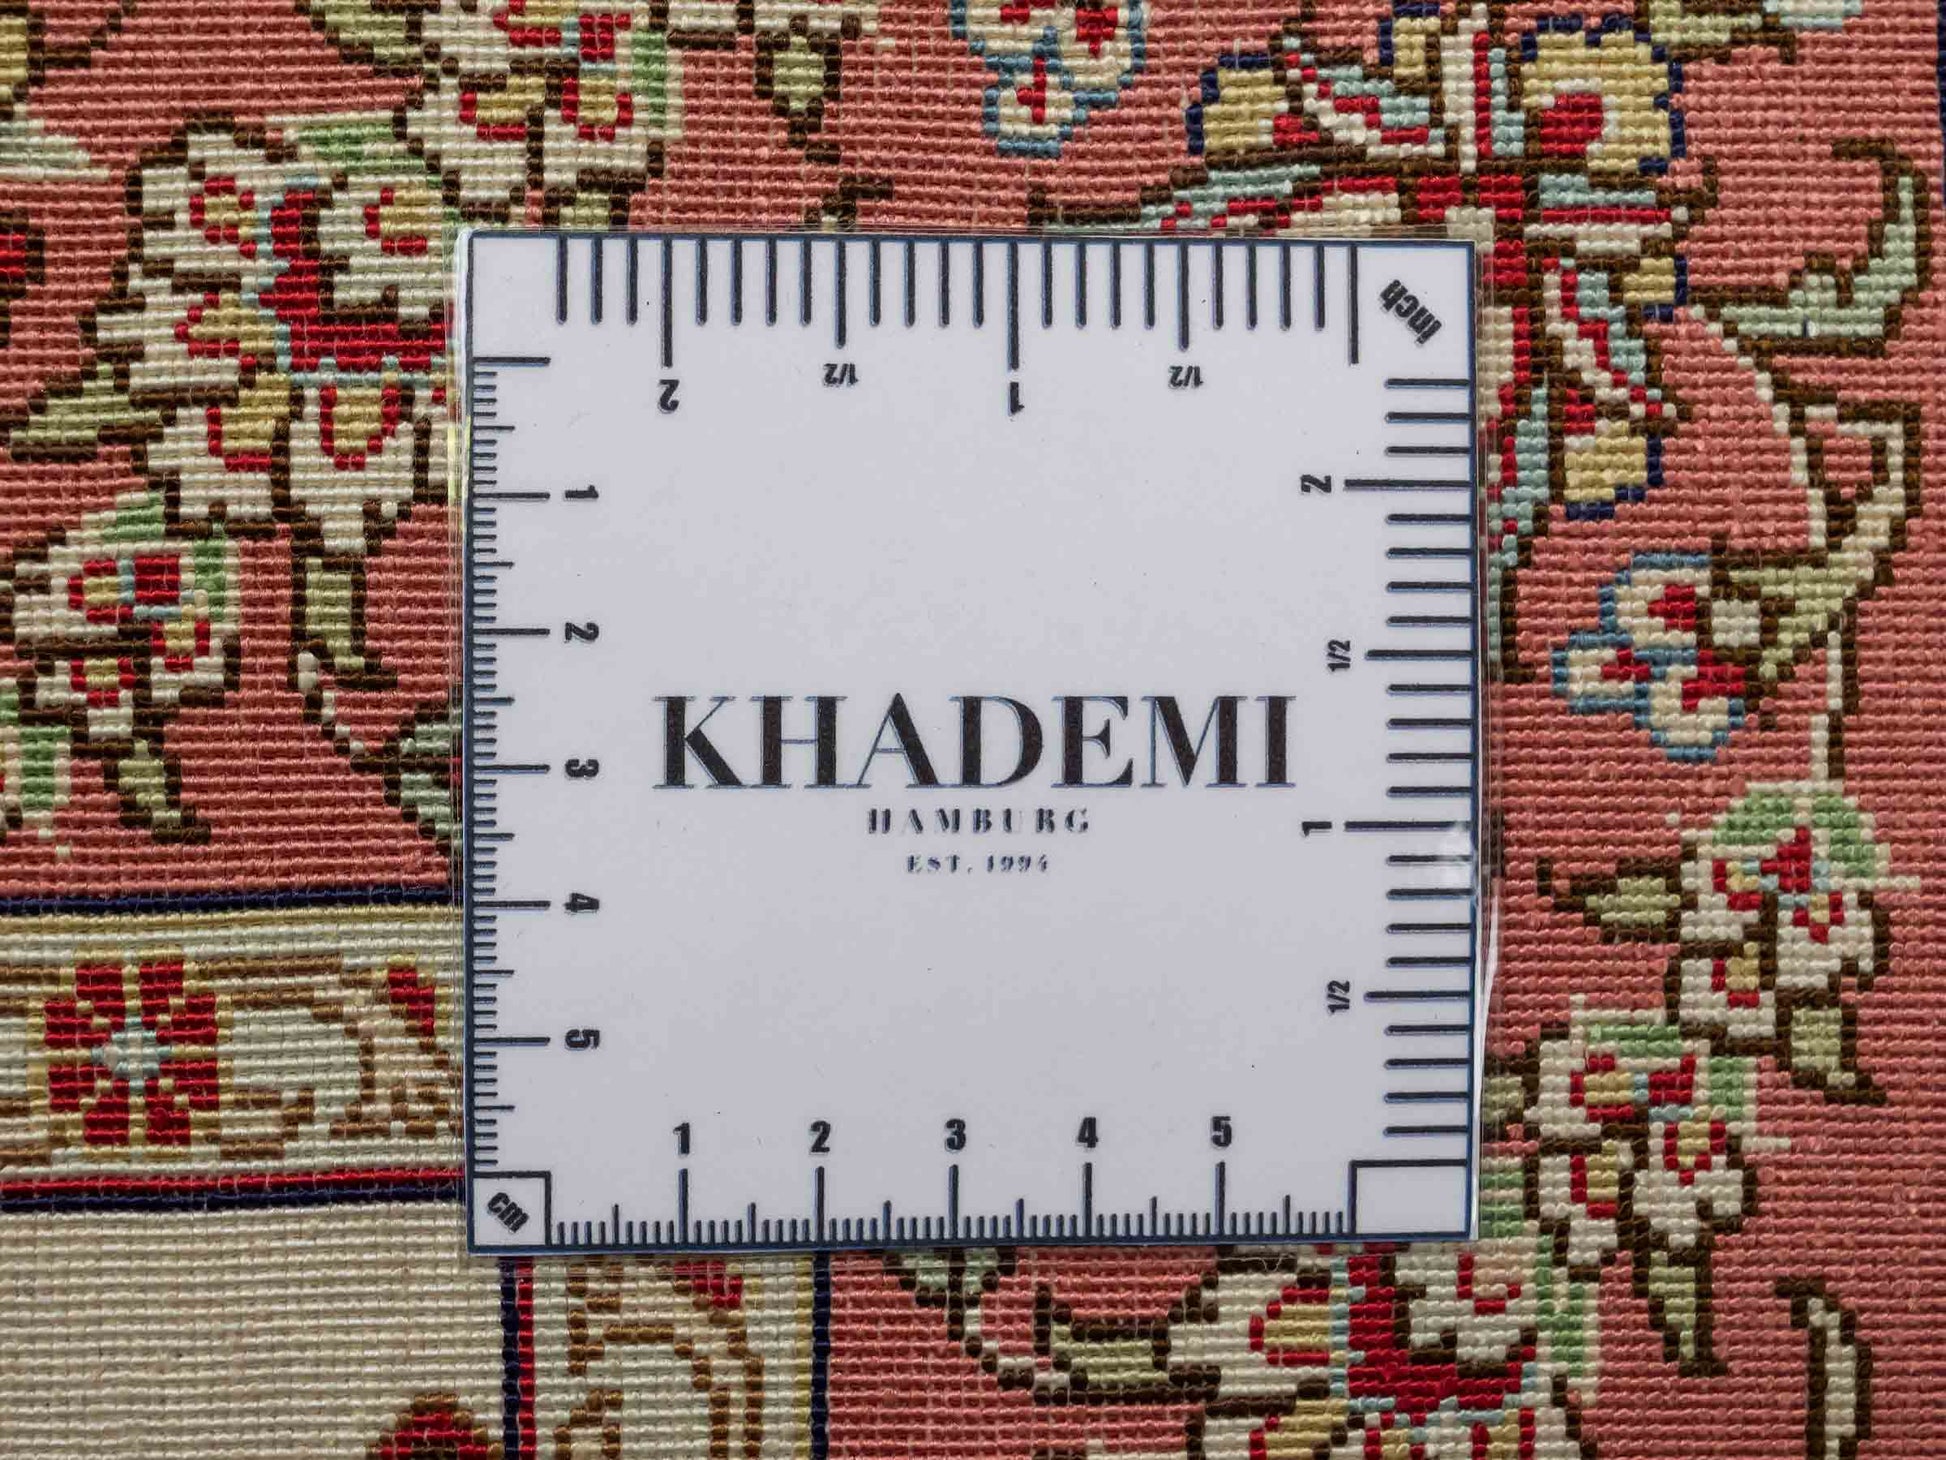 inch
2 1/2 1 1/2
1
2
3
4
5
2
1/2
1
1/2
KHADEMI
HAMBURG
EST. 1994
cm
1 2 3 4 5